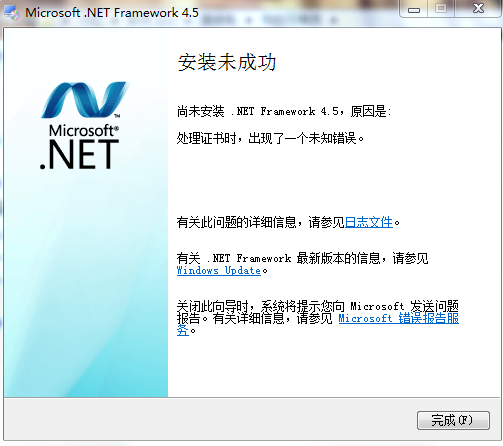 Microsoft .NET Framework 4.5
安装未成功
Microsoft®
.NET™
尚未安装 .NET Framework 4.5，原因是:
处理证书时，出现了一个未知错误。
有关此问题的详细信息，请参见日志文件。
有关 .NET Framework 最新版本的信息，请参见
Windows Update。
关闭此向导时，系统将提示您向 Microsoft 发送问题
报告。有关详细信息，请参见 Microsoft 错误报告服
务。
完成(F)